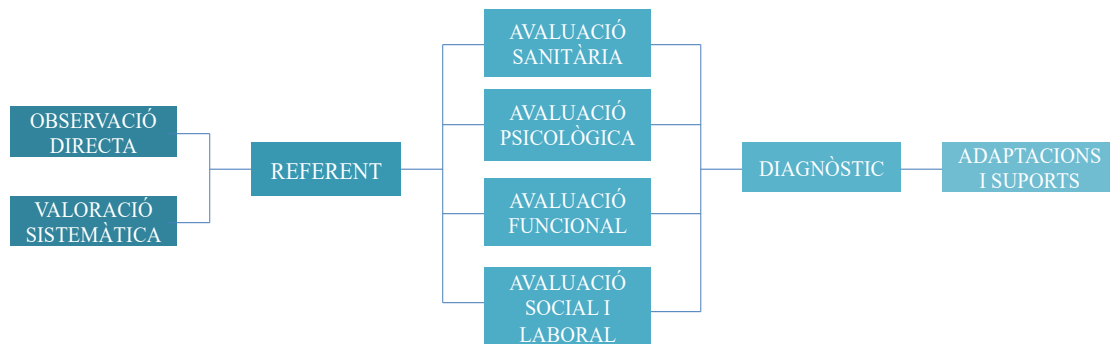 OBSERVACIÓ
DIRECTA
VALORACIÓ
SISTEMÀTICA
REFERENT
AVALUACIÓ
SANITÀRIA
AVALUACIÓ
PSICOLÒGICA
AVALUACIÓ
FUNCIONAL
AVALUACIÓ
SOCIAL I
LABORAL
DIAGNÒSTIC
ADAPTACIONS
I SUPORTS